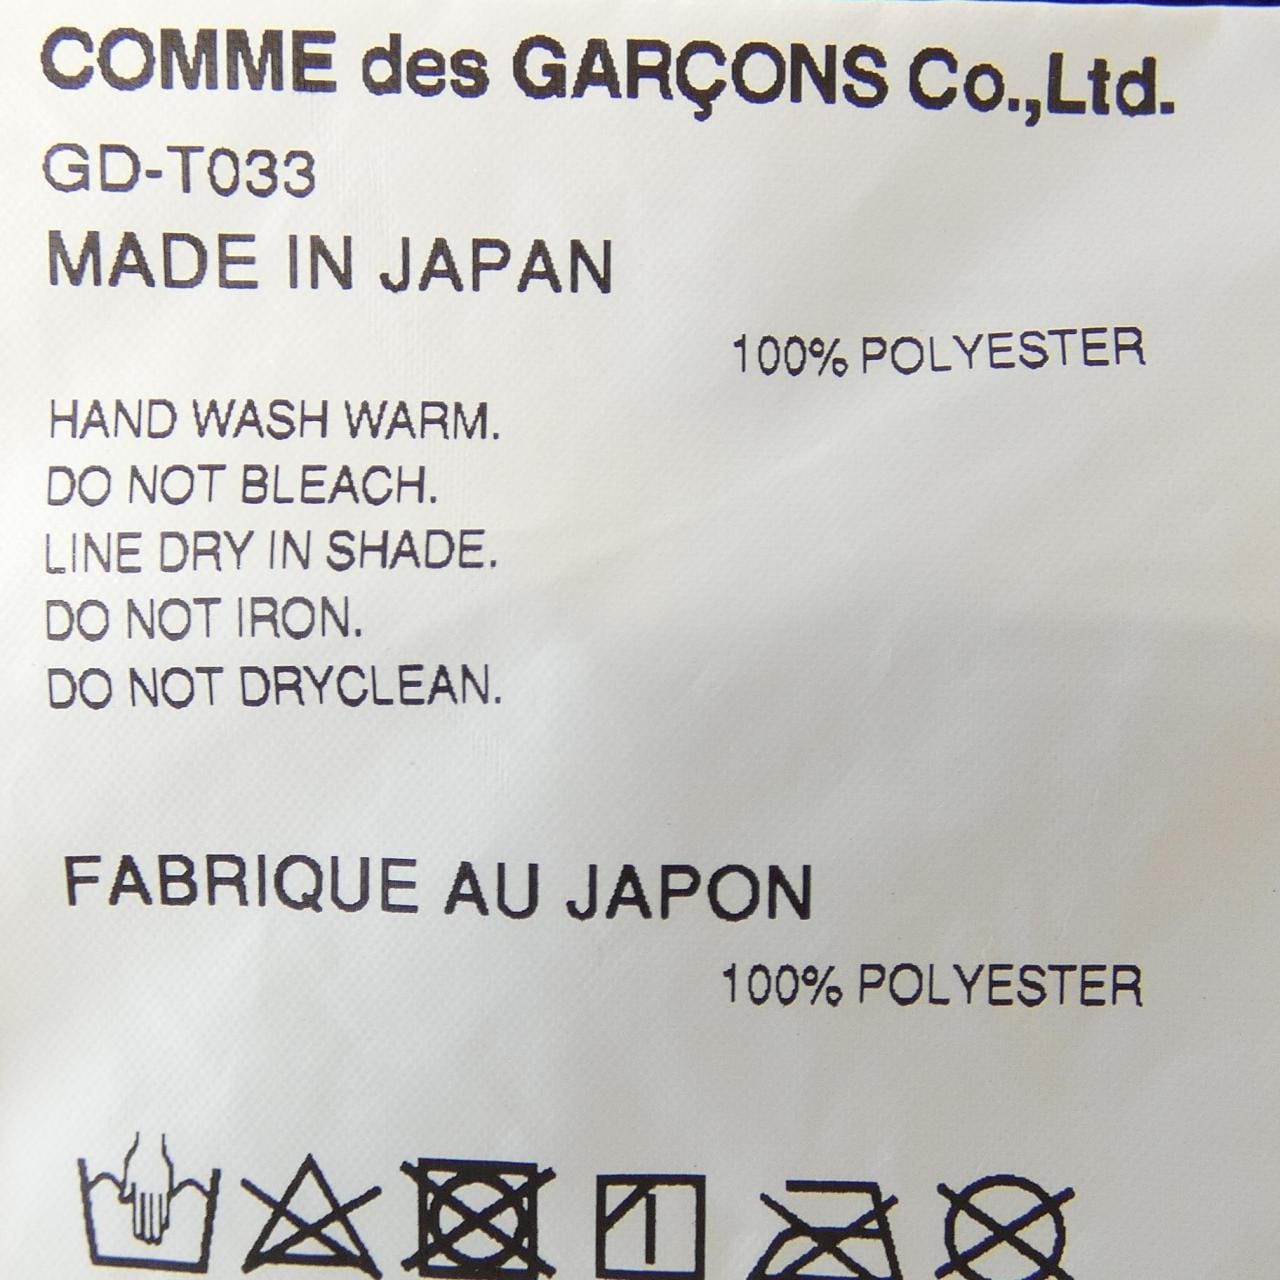 COMME des GARÇONS Co.,Ltd.
GD-T033
MADE IN JAPAN
100% POLYESTER
HAND WASH WARM.
DO NOT BLEACH.
LINE DRY IN SHADE.
DO NOT IRON.
DO NOT DRYCLEAN.
FABRIQUE AU JAPON
100% POLYESTER